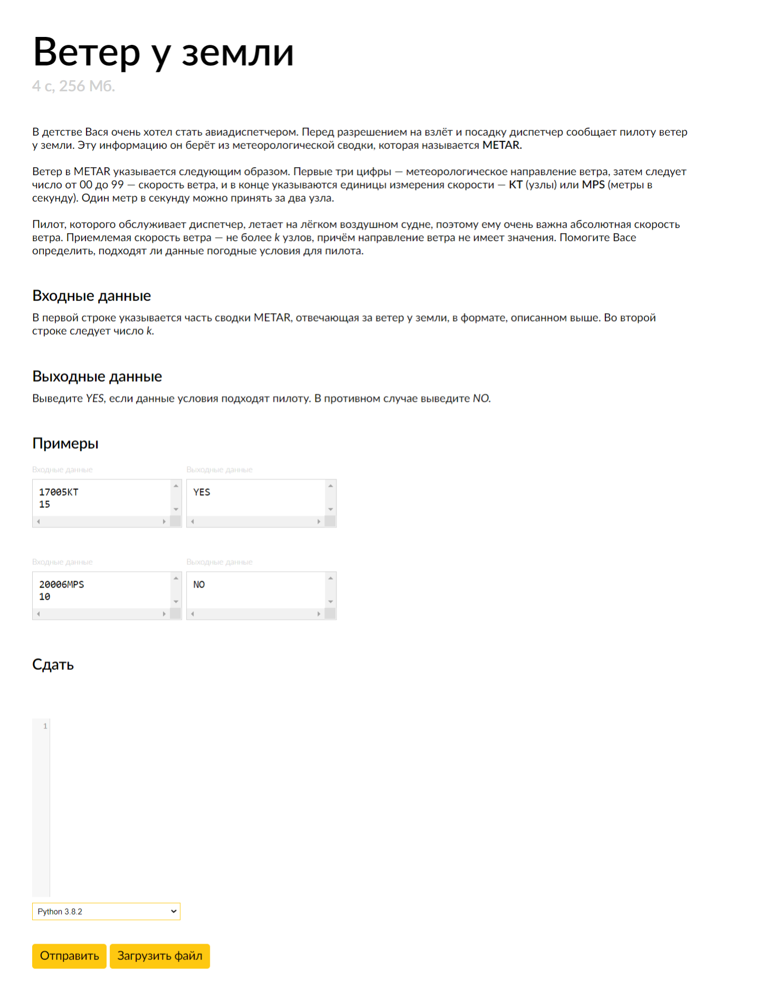 Ветер у земли
4 с, 256 Мб.
В детстве Вася очень хотел стать авиадиспетчером. Перед разрешением на взлёт и посадку диспетчер сообщает пилоту ветер
у земли. Эту информацию он берёт из метеорологической сводки, которая называется METAR.
Ветер в METAR указывается следующим образом. Первые три цифры — метеорологическое направление ветра, затем следует
число от 00 до 99 — скорость ветра, и в конце указываются единицы измерения скорости — KT (узлы) или MPS (метры в
секунду). Один метр в секунду можно принять за два узла.
Пилот, которого обслуживает диспетчер, летает на лёгком воздушном судне, поэтому ему очень важна абсолютная скорость
ветра. Приемлемая скорость ветра — не более k узлов, причём направление ветра не имеет значения. Помогите Васе
определить, подходят ли данные погодные условия для пилота.
Входные данные
В первой строке указывается часть сводки METAR, отвечающая за ветер у земли, в формате, описанном выше. Во второй
строке следует число k.
Выходные данные
Выведите YES, если данные условия подходят пилоту. В противном случае выведите NO.
Примеры
Входные данные Выходные данные
17005KT YES
15
Входные данные Выходные данные
20006MPS NO
10
Сдать
1
Python 3.8.2
Отправить Загрузить файл